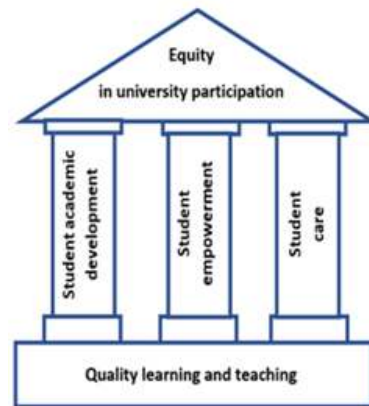 Equity
in university participation
Student academic
development
Student
empowerment
Student
care
Quality learning and teaching